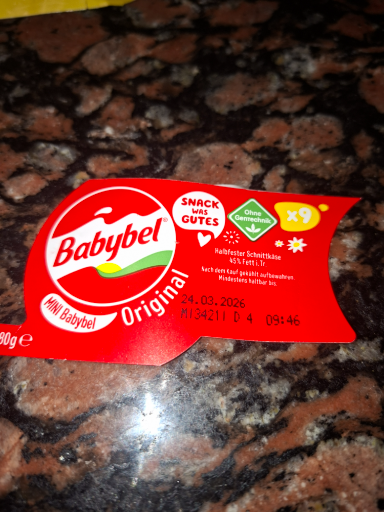 Babybel®
MINI Babybel
Original
SNACK
WAS
GUTES
Ohne
Gentechnik
x9
Halbfester Schnittkäse
45% Fett i.Tr
Nach dem Kauf gekühlt aufbewahren
Mindestens haltbar bis:
24.03.2026
M134211 D 4 09:46
80g℮